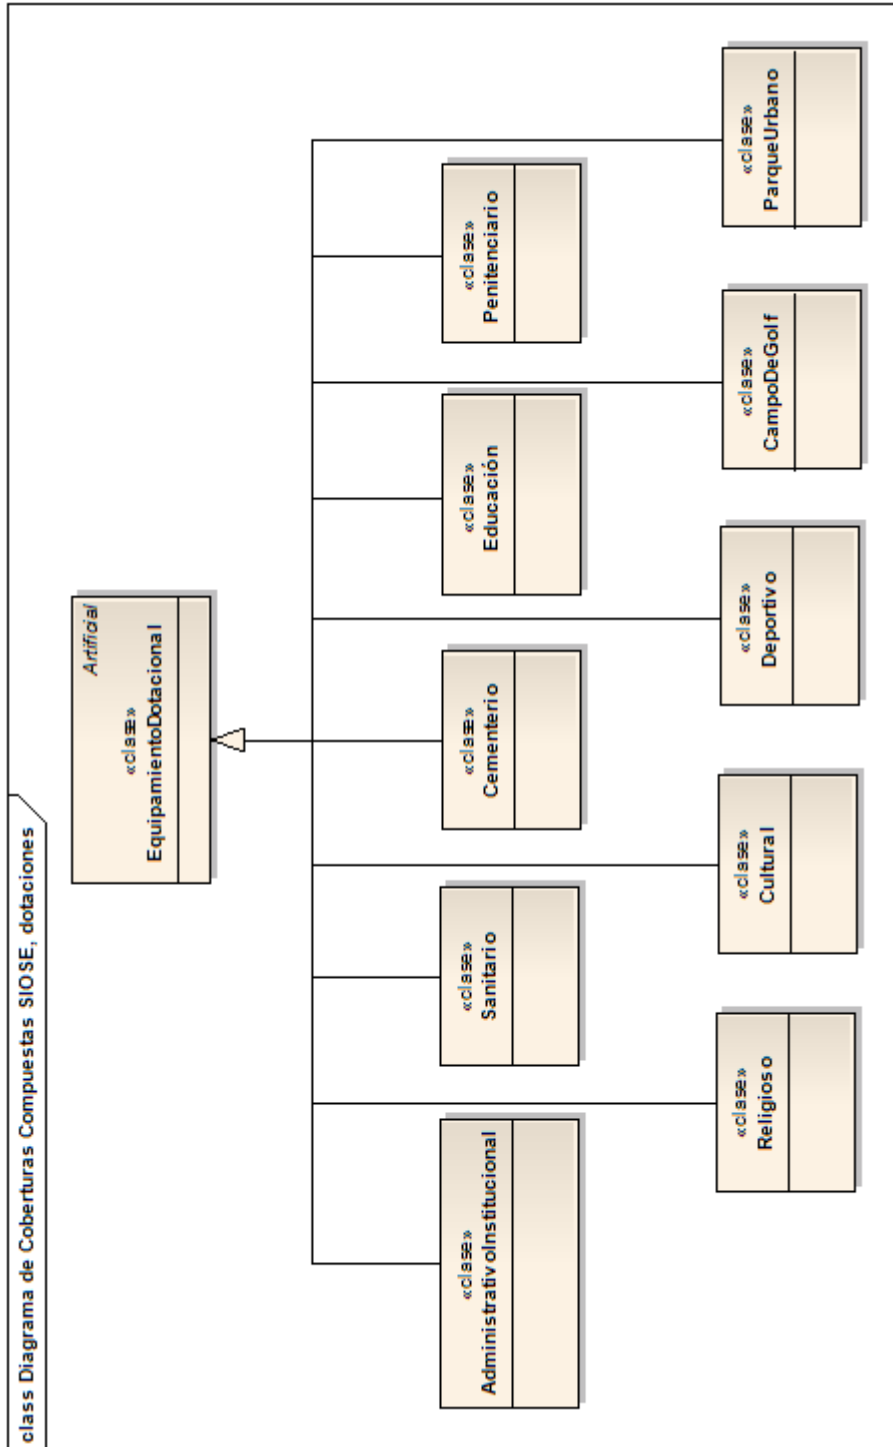 class Diagrama de Coberturas Compuestas SIOSE, dotaciones
Artificial
«clase»
EquipamientoDotacional
«clase»
AdministrativoInstitucional
«clase»
Sanitario
«clase»
Cementerio
«clase»
Educación
«clase»
Penitenciario
«clase»
Religioso
«clase»
Cultural
«clase»
Deportivo
«clase»
CampoDeGolf
«clase»
ParqueUrbano